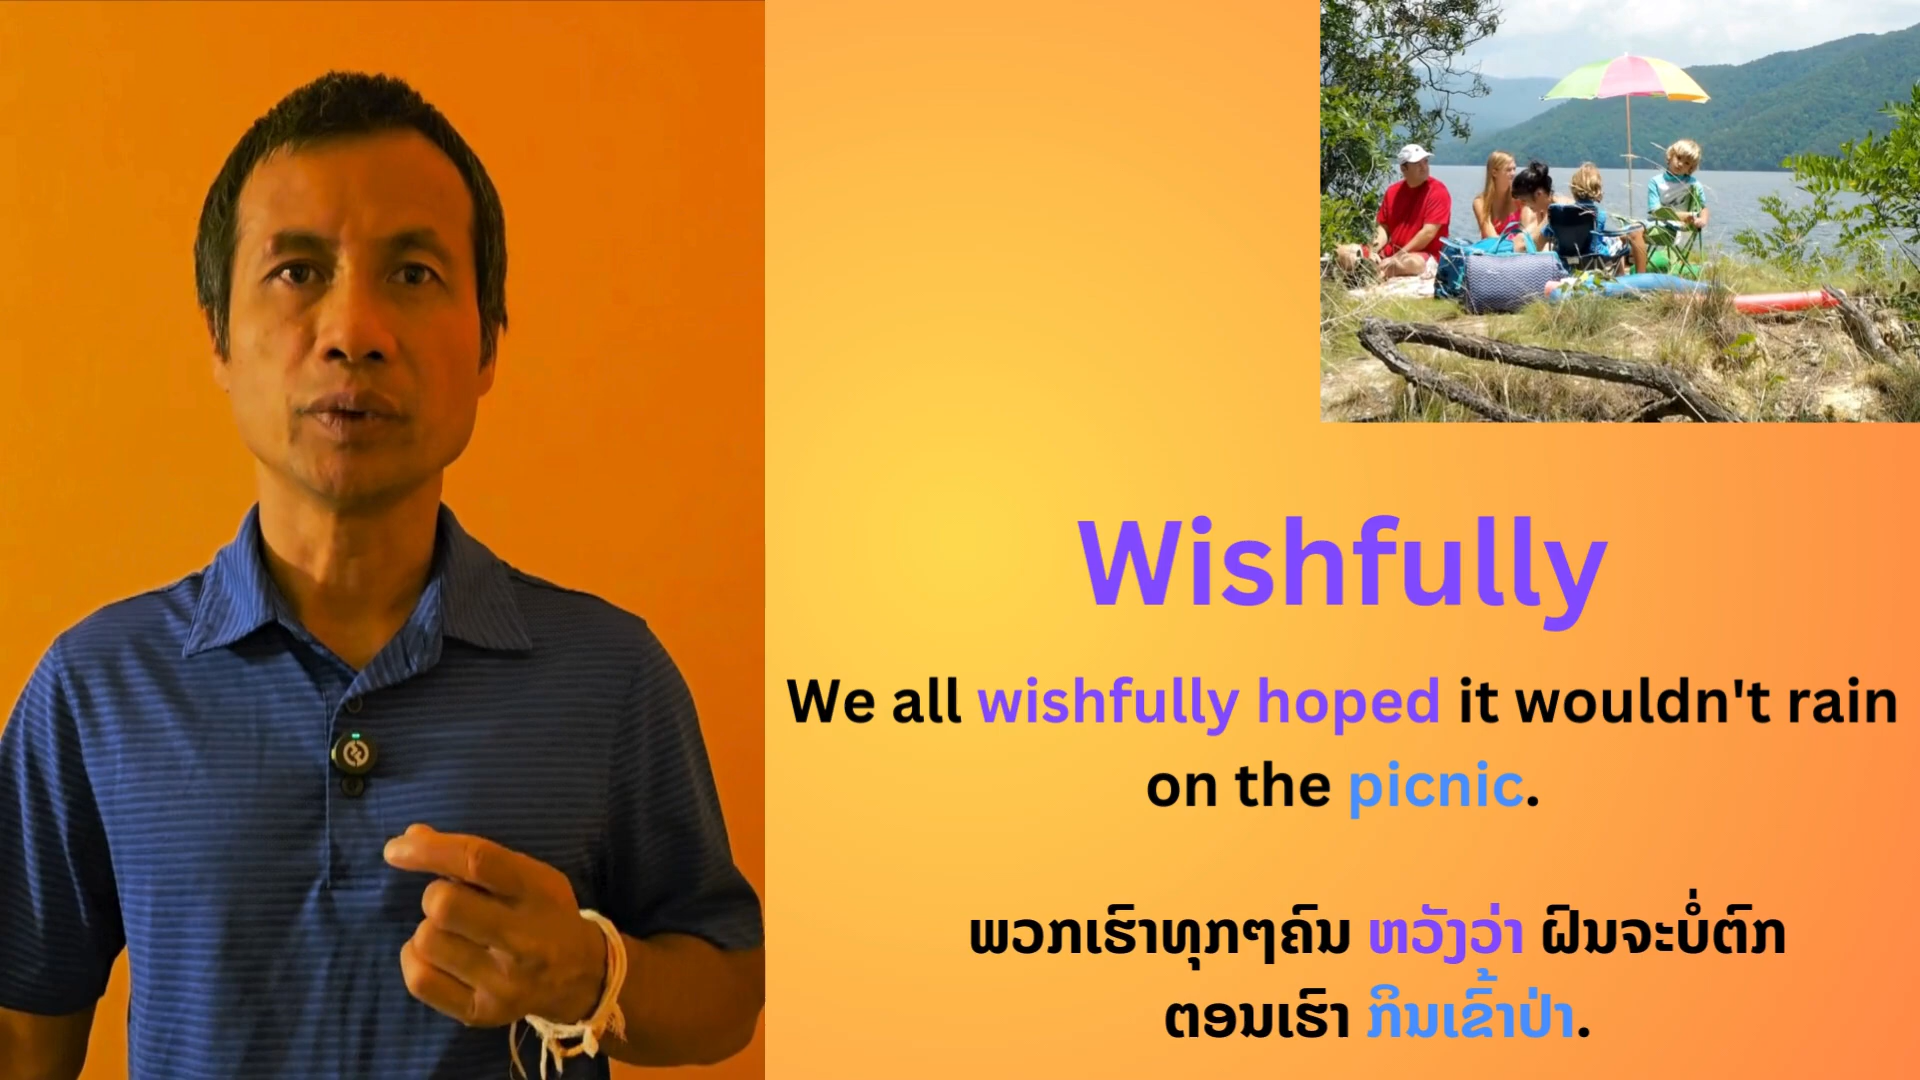 Wishfully
We all wishfully hoped it wouldn't rain
on the picnic.
ພວກເຮົາທຸກໆຄົນ ຫວັງວ່າ ຝົນຈະບໍ່ຕົກ
ຕອນເຮົາ ກິນເຂົ້າປ່າ.